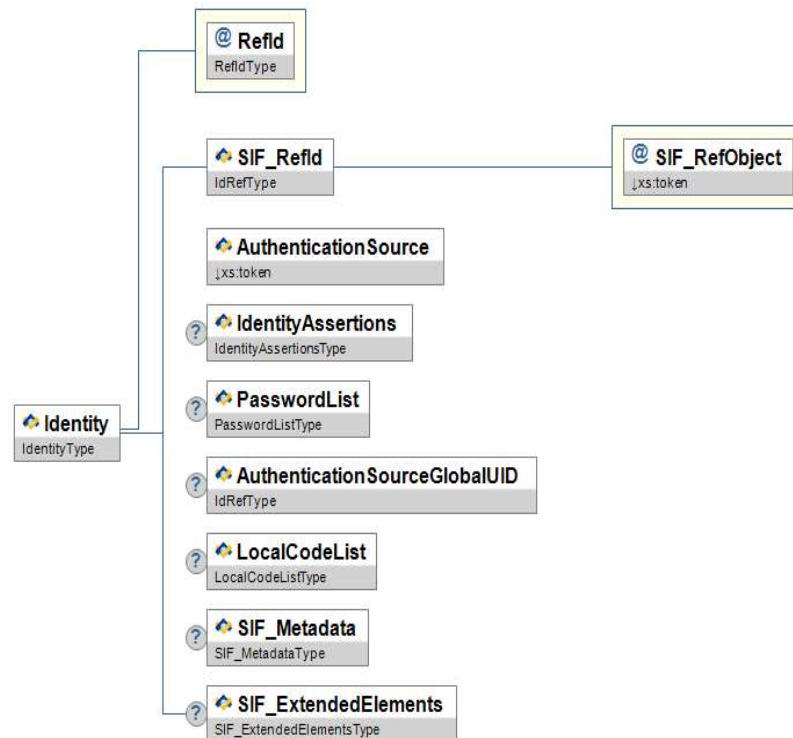 @ RefId
RefIdType
SIF_RefId
IdRefType
@ SIF_RefObject
↓xs:token
AuthenticationSource
↓xs:token
? IdentityAssertions
IdentityAssertionsType
? PasswordList
PasswordListType
Identity
IdentityType
? AuthenticationSourceGlobalUID
IdRefType
? LocalCodeList
LocalCodeListType
? SIF_Metadata
SIF_MetadataType
? SIF_ExtendedElements
SIF_ExtendedElementsType